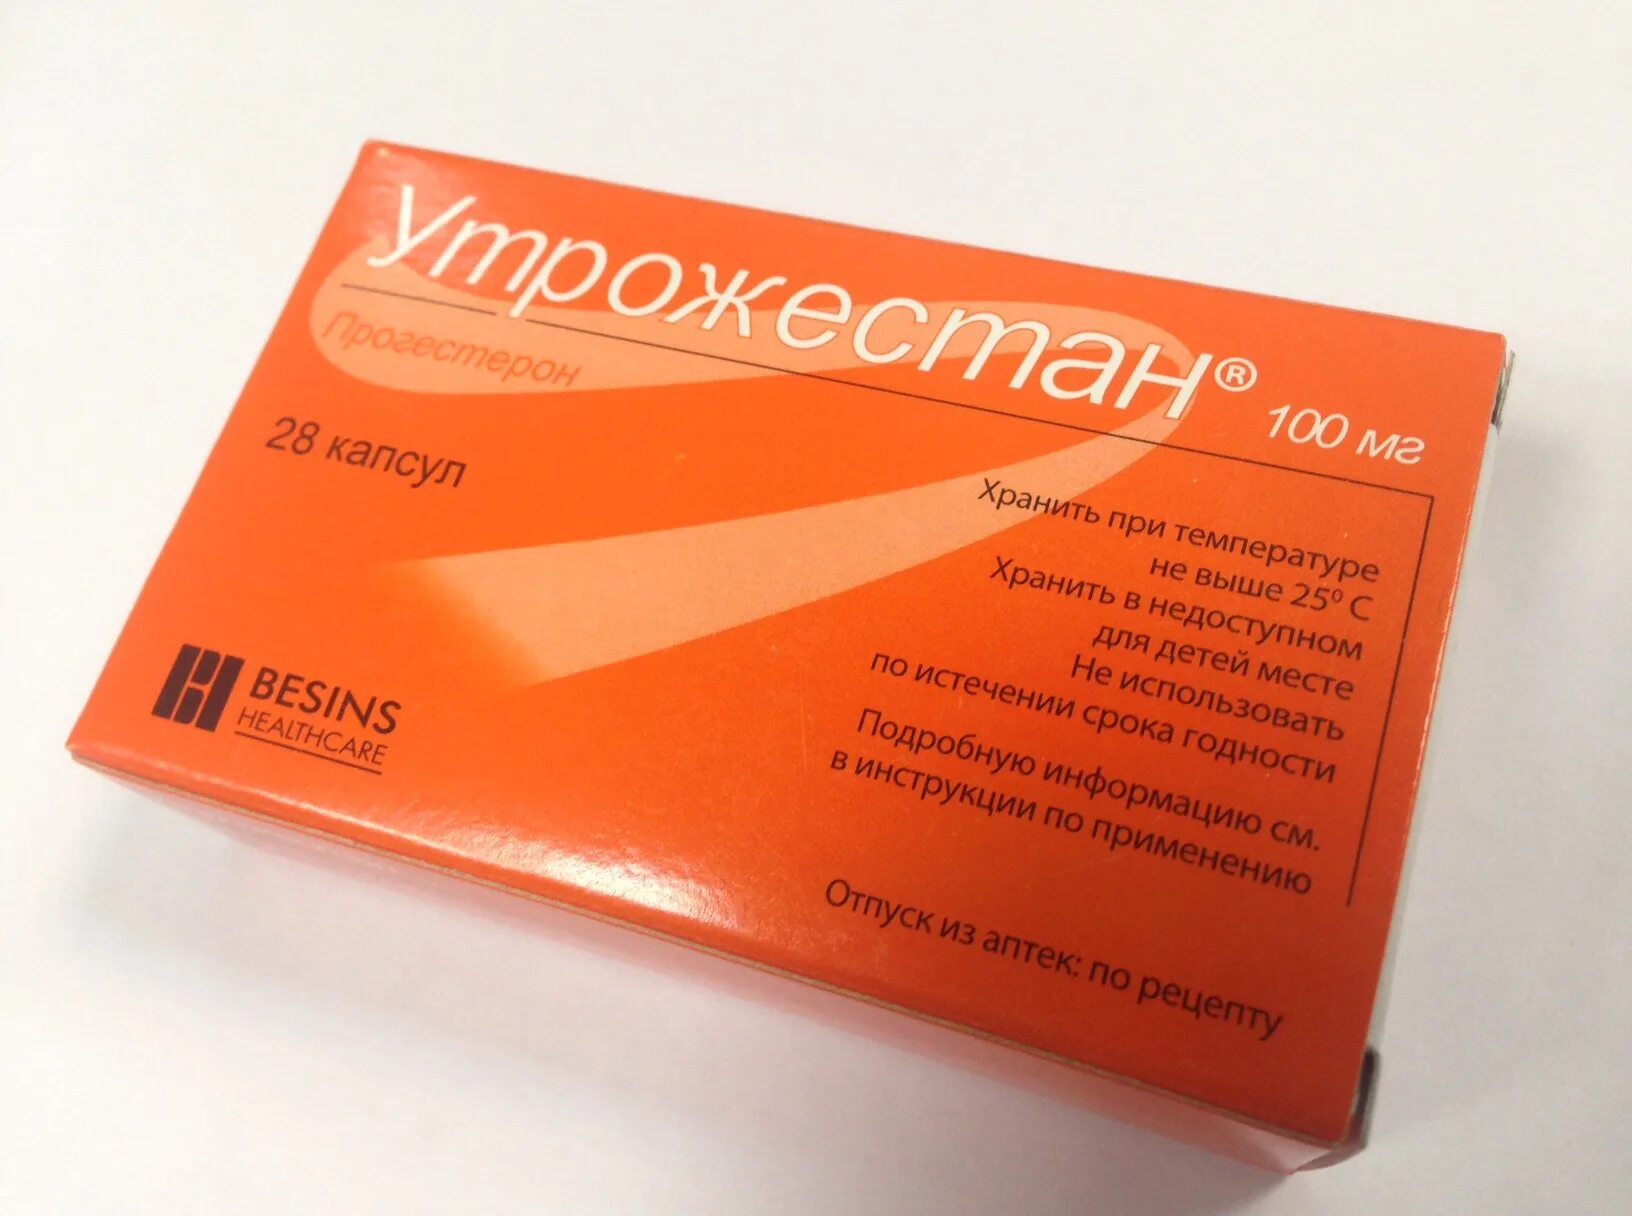 Утрожестан® 100 мг
Прогестерон
28 капсул
Хранить при температуре
не выше 25⁰ С
Хранить в недоступном
для детей месте
Не использовать
по истечении срока годности
Подробную информацию см.
в инструкции по применению
Отпуск из аптек: по рецепту
BESINS
HEALTHCARE